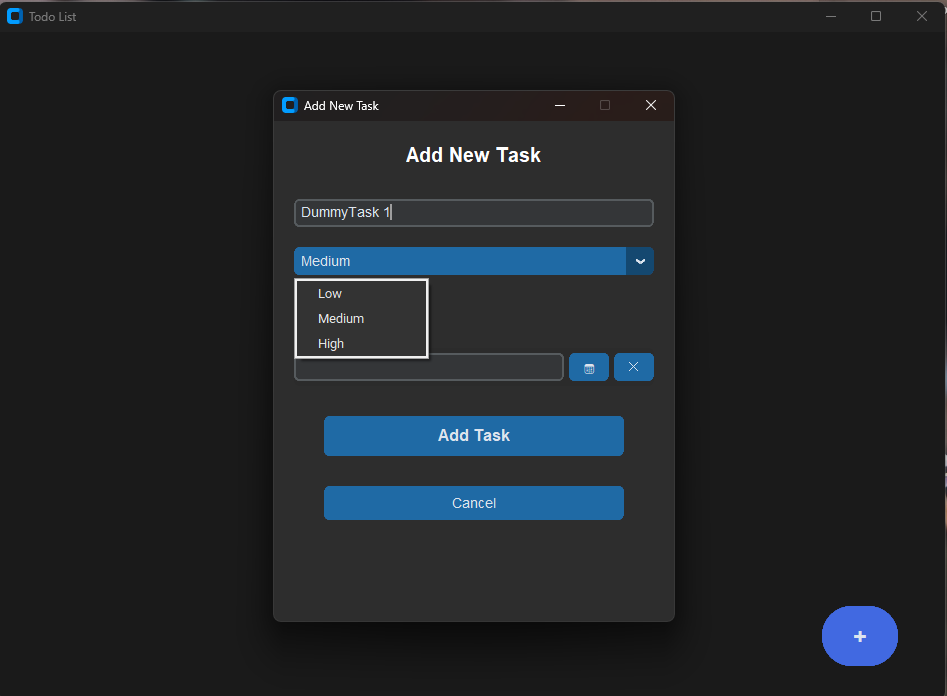 Todo List
Add New Task
Add New Task
DummyTask 1
Medium
Low
Medium
High
Add Task
Cancel
+